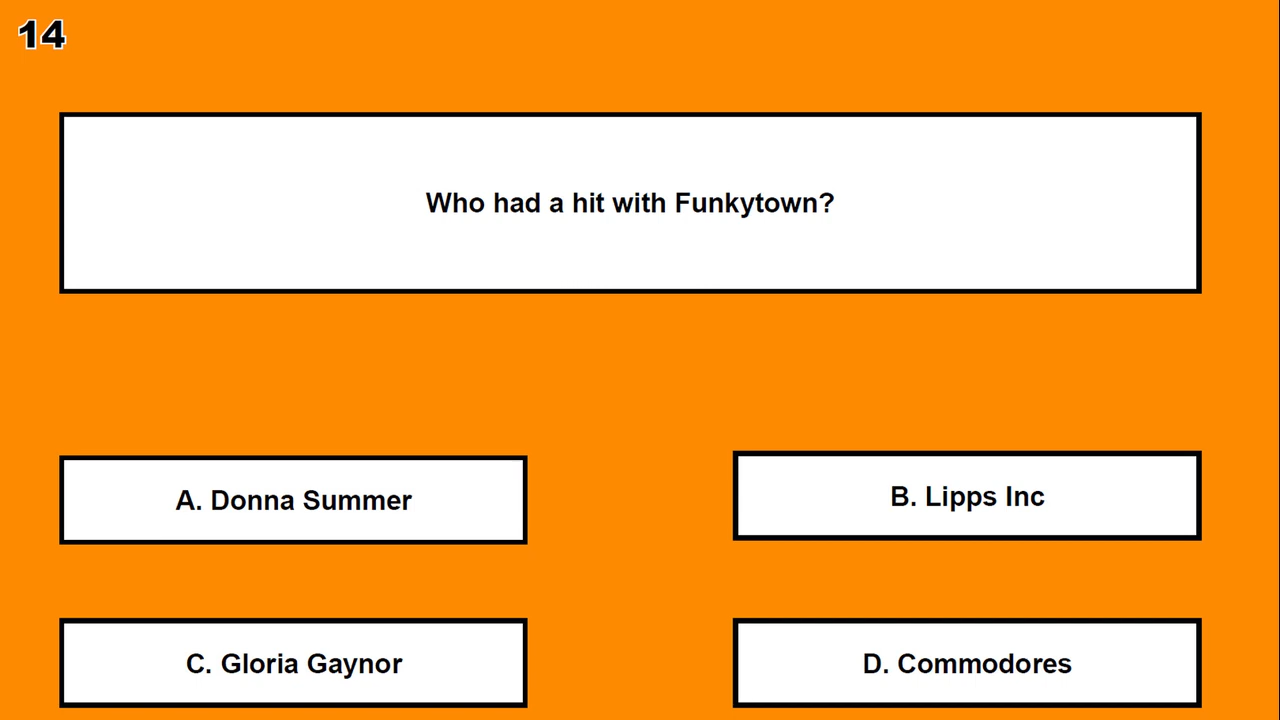 14
Who had a hit with Funkytown?
A. Donna Summer
B. Lipps Inc
C. Gloria Gaynor
D. Commodores